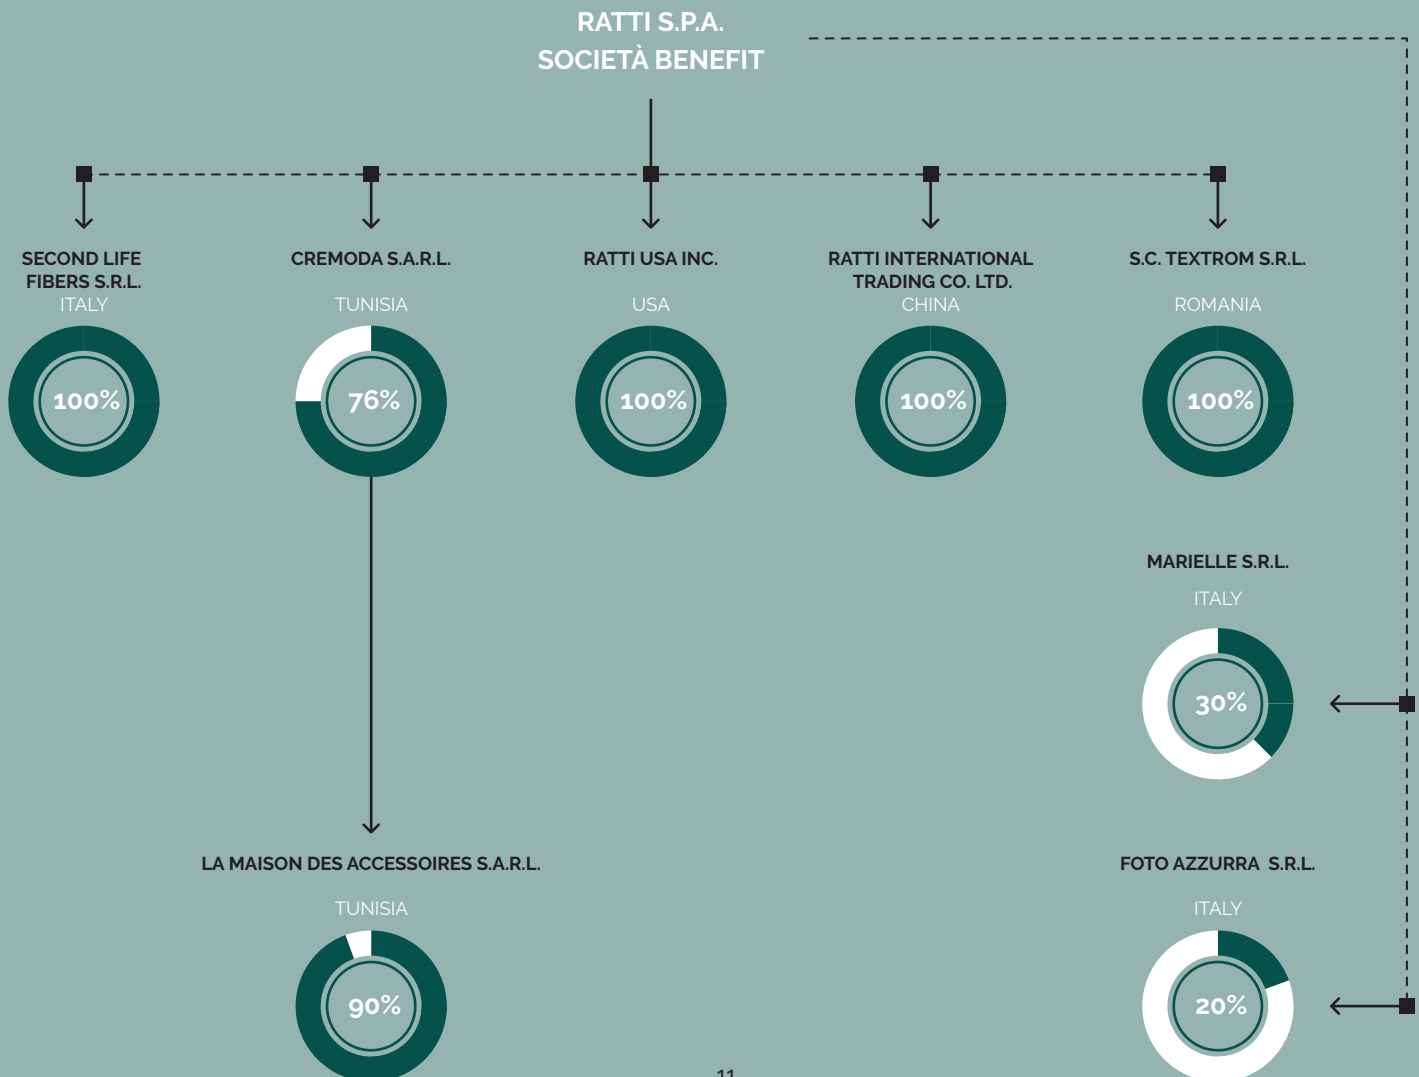 RATTI S.P.A.
SOCIETÀ BENEFIT
SECOND LIFE
FIBERS S.R.L.
ITALY
100%
CREMODA S.A.R.L.
TUNISIA
76%
RATTI USA INC.
USA
100%
RATTI INTERNATIONAL
TRADING CO. LTD.
CHINA
100%
S.C. TEXTROM S.R.L.
ROMANIA
100%
MARIELLE S.R.L.
ITALY
30%
LA MAISON DES ACCESSOIRES S.A.R.L.
TUNISIA
90%
FOTO AZZURRA S.R.L.
ITALY
20%
11